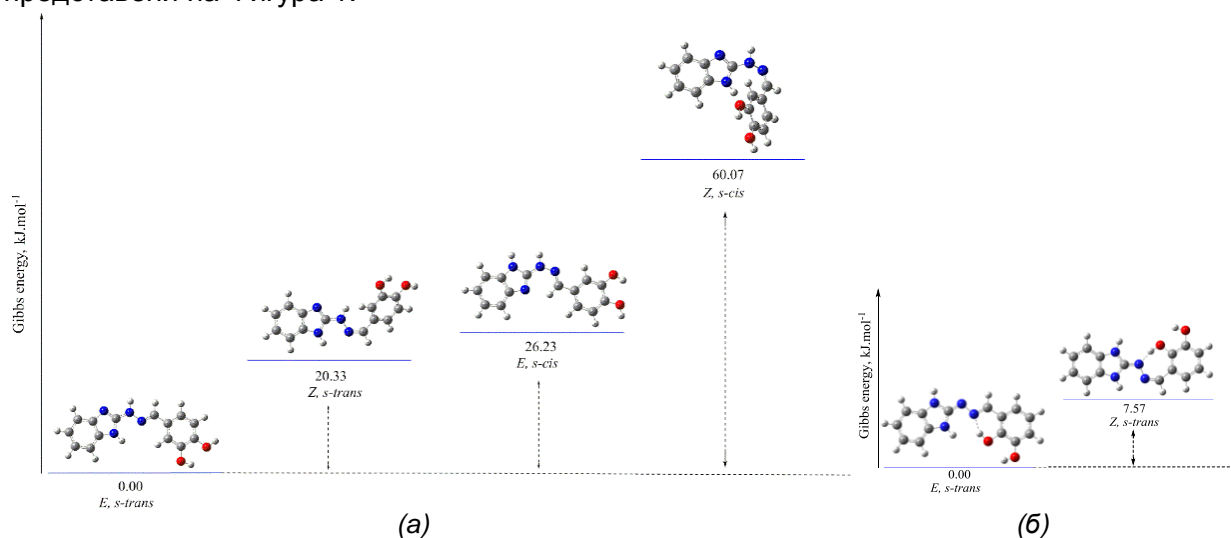 представени на Фигура 1.
Gibbs energy, kJ.mol-1
60.07
Z, s-cis
26.23
E, s-cis
20.33
Z, s-trans
0.00
E, s-trans
(а)
Gibbs energy, kJ.mol-1
7.57
Z, s-trans
0.00
E, s-trans
(б)